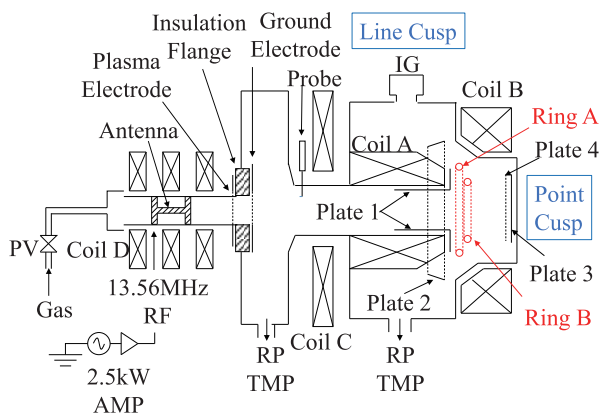 Insulation
Flange
Ground
Electrode
Line Cusp
Plasma
Electrode
Probe
IG
Coil B
Antenna
Coil A
Ring A
Plate 4
Plate 1
Point
Cusp
PV
Coil D
Gas
13.56MHz
RF
Plate 2
Plate 3
Ring B
Coil C
RP
TMP
RP
TMP
2.5kW
AMP